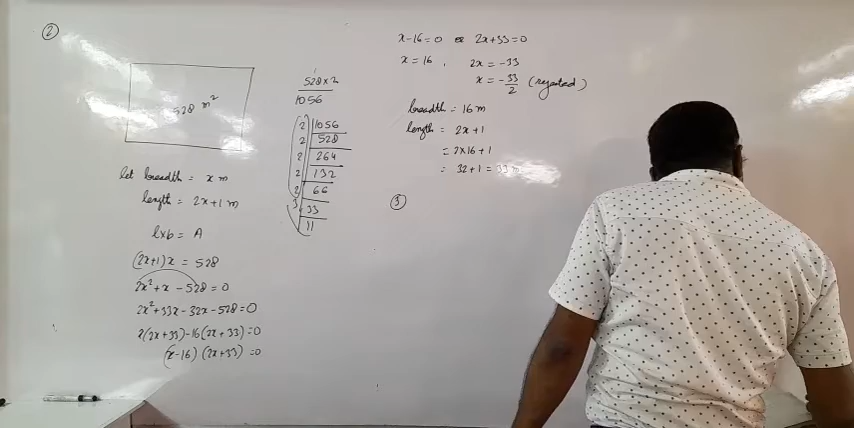 ②
528 m²
let breadth = x m
length = 2x+1 m
l×b = A
(2x+1)x = 528
2x² + x - 528 = 0
2x² + 33x - 32x - 528 = 0
x(2x+33) - 16(2x+33) = 0
(x-16) (2x+33) = 0
528 × 2
1056
2 | 1056
2 | 528
2 | 264
2 | 132
2 | 66
3 | 33
11
x-16 = 0 or 2x+33 = 0
x = 16 , 2x = -33
x = -33/2 (rejected)
breadth = 16 m
length = 2x+1
= 2×16+1
= 32+1 = 33 m
③